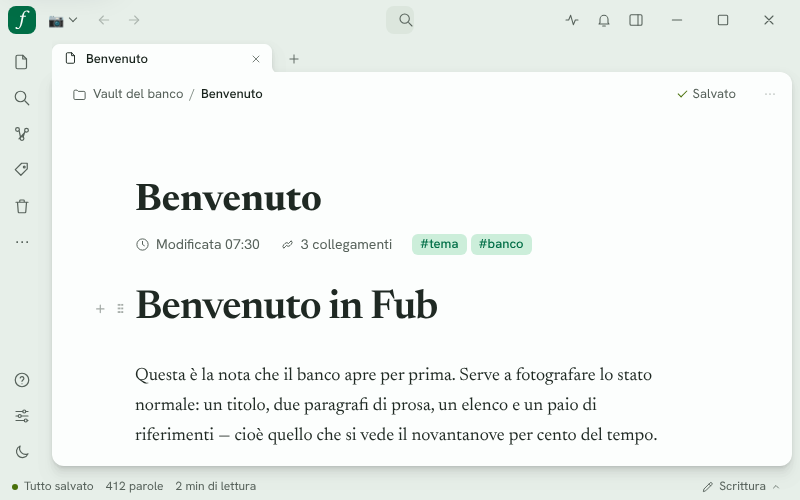 f
Benvenuto
Vault del banco / Benvenuto
Salvato
Benvenuto
Modificata 07:30 3 collegamenti #tema #banco
Benvenuto in Fub
Questa è la nota che il banco apre per prima. Serve a fotografare lo stato
normale: un titolo, due paragrafi di prosa, un elenco e un paio di
riferimenti — cioè quello che si vede il novantanove per cento del tempo.
Tutto salvato 412 parole 2 min di lettura
Scrittura